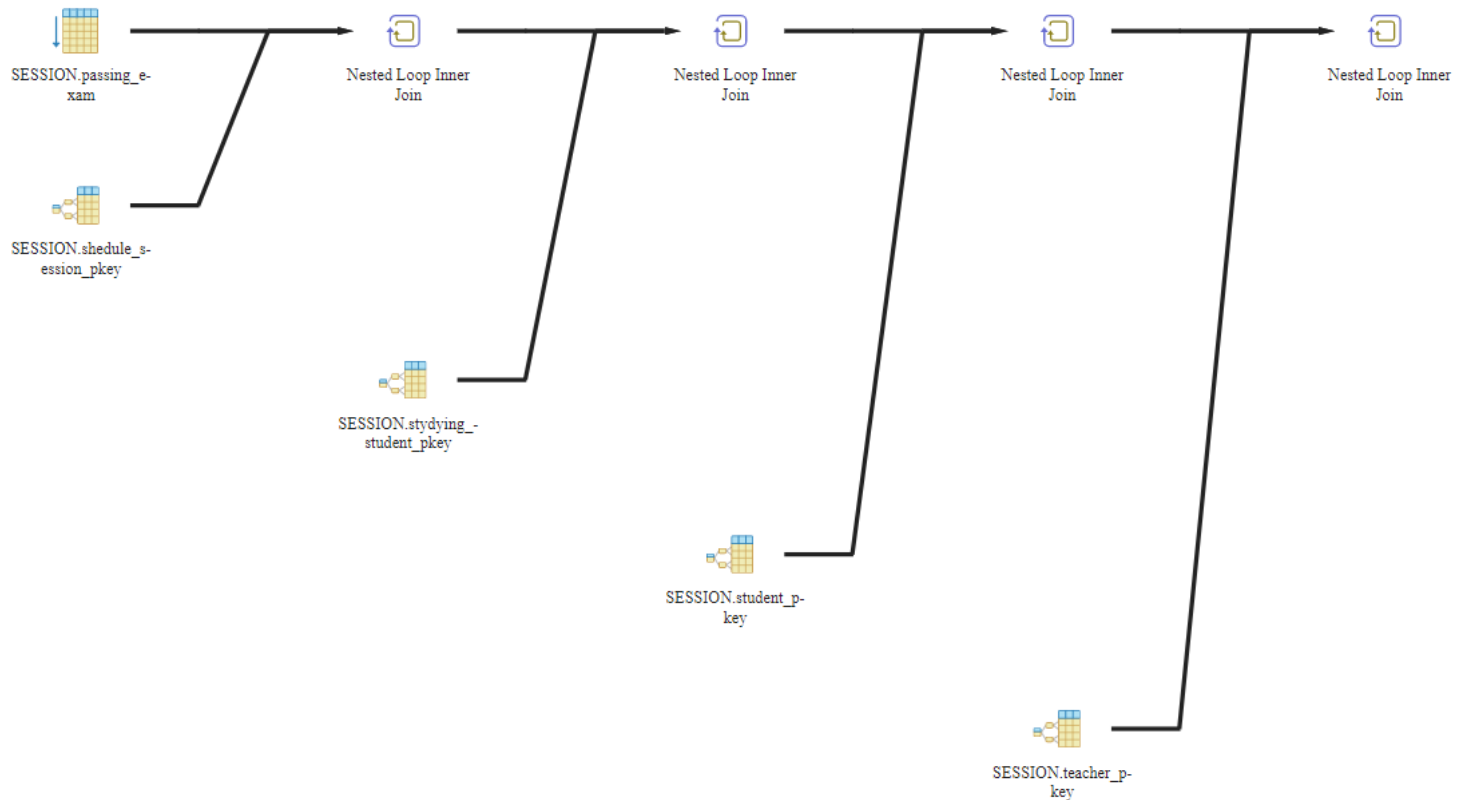 SESSION.passing_e-
xam
Nested Loop Inner
Join
Nested Loop Inner
Join
Nested Loop Inner
Join
Nested Loop Inner
Join
SESSION.shedule_s-
ession_pkey
SESSION.stydying_-
student_pkey
SESSION.student_p-
key
SESSION.teacher_p-
key